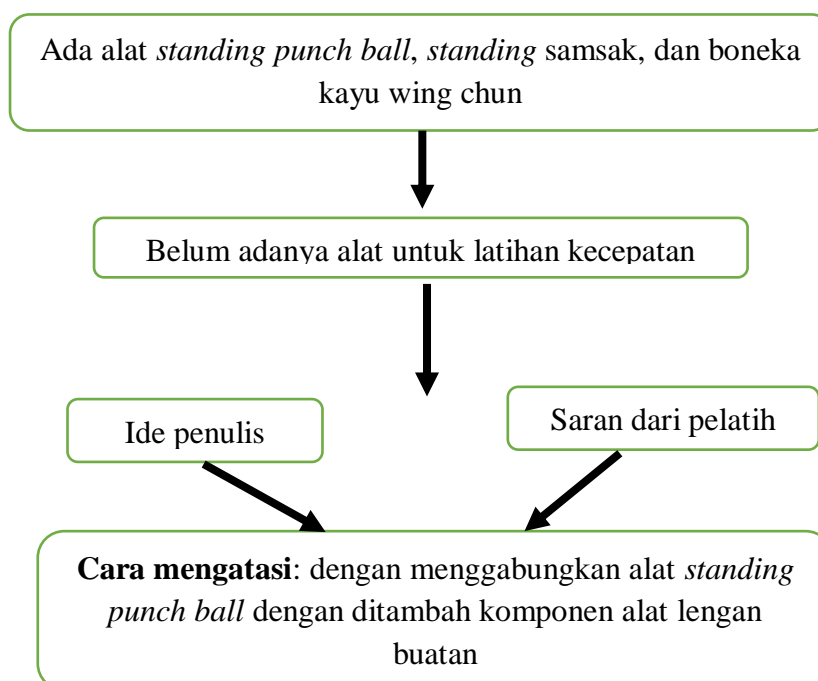 Ada alat standing punch ball, standing samsak, dan boneka
kayu wing chun
Belum adanya alat untuk latihan kecepatan
Ide penulis
Saran dari pelatih
Cara mengatasi: dengan menggabungkan alat standing
punch ball dengan ditambah komponen alat lengan
buatan